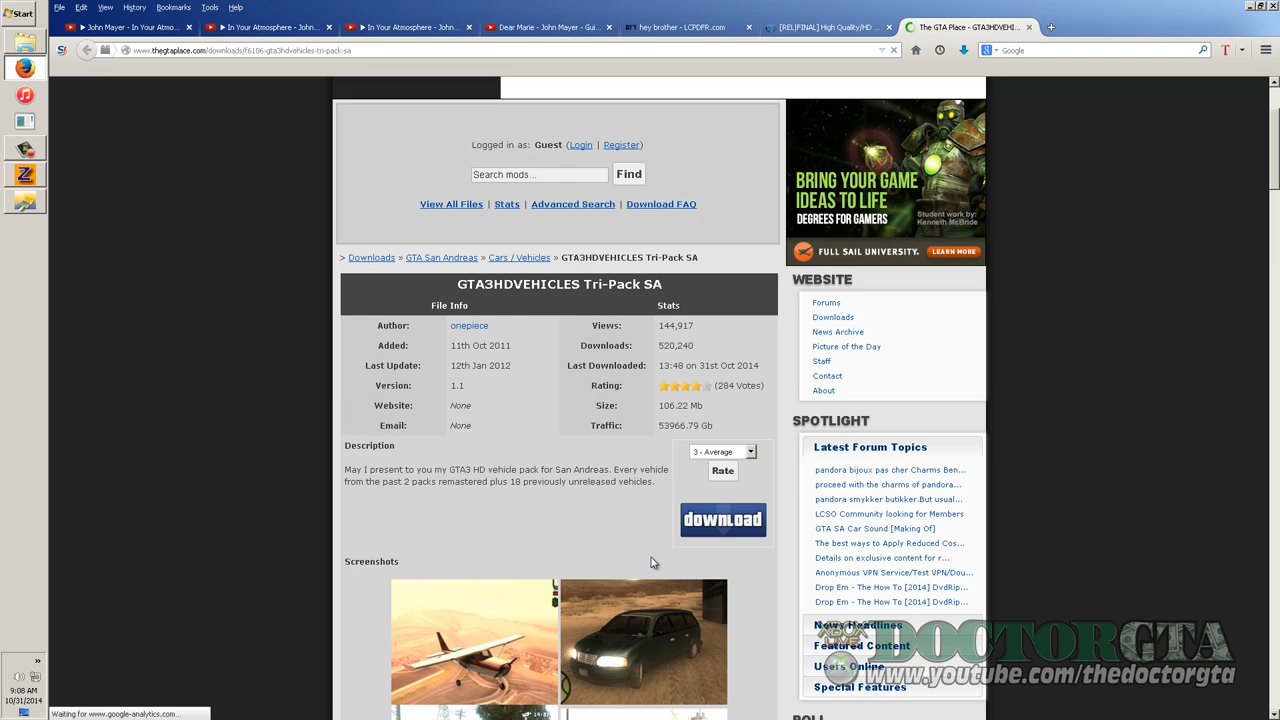 Start
File Edit View History Bookmarks Tools Help
John Mayer - In Your Atmos...
In Your Atmosphere - John...
In Your Atmosphere - John...
Dear Marie - John Mayer - Gui...
hey brother - LCPDFR.com
[REL|FINAL] High Quality/HD ...
The GTA Place - GTA3HDVEHICLES...
www.thegtaplace.com/downloads/f6106-gta3hdvehicles-tri-pack-sa
Google
Logged in as: Guest (Login | Register)
Search mods...
Find
View All Files | Stats | Advanced Search | Download FAQ
> Downloads » GTA San Andreas » Cars / Vehicles » GTA3HDVEHICLES Tri-Pack SA
GTA3HDVEHICLES Tri-Pack SA
File Info Stats
Author: onepiece Views: 144,917
Added: 11th Oct 2011 Downloads: 520,240
Last Update: 12th Jan 2012 Last Downloaded: 13:48 on 31st Oct 2014
Version: 1.1 Rating: (284 Votes)
Website: None Size: 106.22 Mb
Email: None Traffic: 53966.79 Gb
Description
May I present to you my GTA3 HD vehicle pack for San Andreas. Every vehicle
from the past 2 packs remastered plus 18 previously unreleased vehicles.
3 - Average
Rate
download
Screenshots
BRING YOUR GAME
IDEAS TO LIFE
DEGREES FOR GAMERS
Student work by:
Kenneth McBride
FULL SAIL UNIVERSITY.
LEARN MORE
WEBSITE
Forums
Downloads
News Archive
Picture of the Day
Staff
Contact
About
SPOTLIGHT
Latest Forum Topics
pandora bijoux pas cher Charms Ben...
proceed with the charms of pandora...
pandora smykker butikker.But usual...
LCSO Community looking for Members
GTA SA Car Sound [Making Of]
The best ways to Apply Reduced Cos...
Details on exclusive content for r...
Anonymous VPN Service/Test VPN/Dou...
Drop Em - The How To [2014] DvdRip...
Drop Em - The How To [2014] DvdRip...
News Headlines
Featured Content
Users Online
Special Features
POLL
XBOX
LIVE
DOCTORGTA
www.youtube.com/thedoctorgta
9:08 AM
10/31/2014
Waiting for www.google-analytics.com...